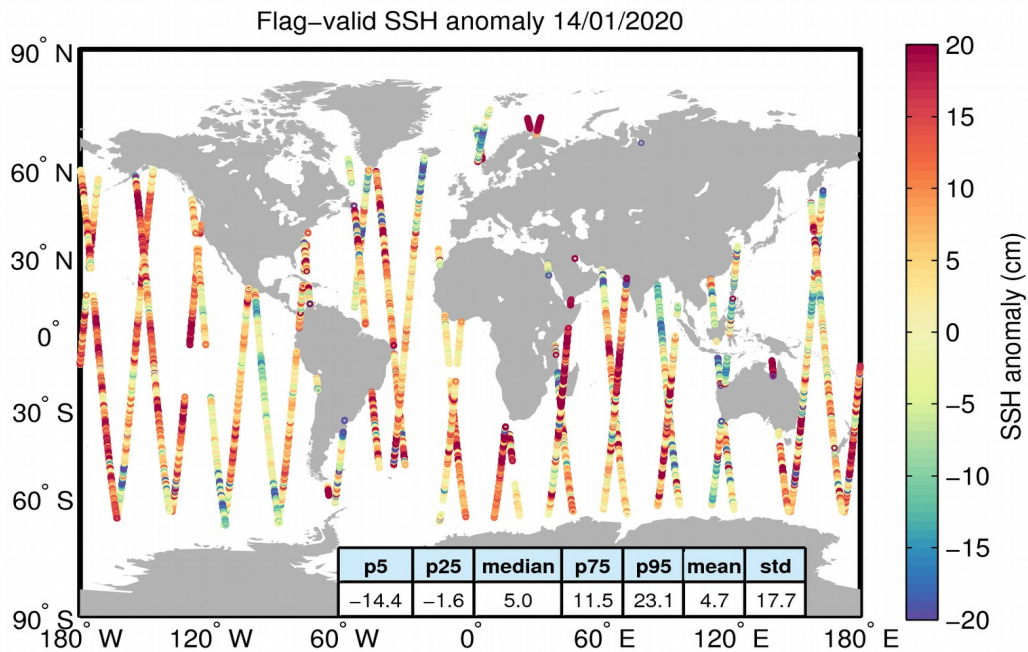 Flag−valid SSH anomaly 14/01/2020
90° N
60° N
30° N
0°
30° S
60° S
90° S
180° W
120° W
60° W
0°
60° E
120° E
180° E
p5 p25 median p75 p95 mean std
−14.4 −1.6 5.0 11.5 23.1 4.7 17.7
20
15
10
5
0
−5
−10
−15
−20
SSH anomaly (cm)